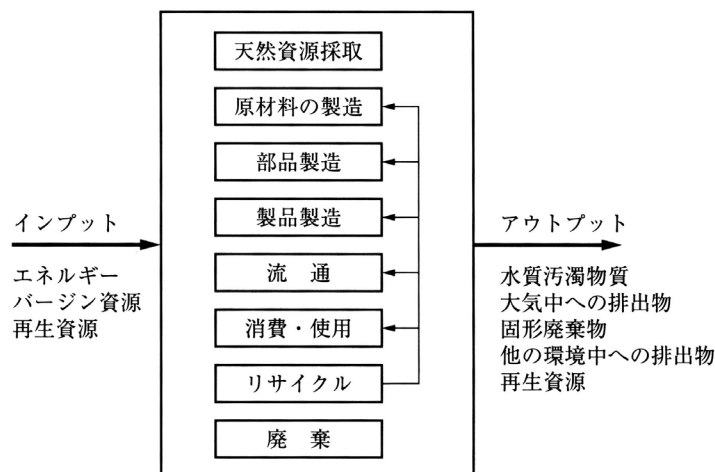 天然資源採取
原材料の製造
部品製造
製品製造
流　通
消費・使用
リサイクル
廃　棄
インプット
エネルギー
バージン資源
再生資源
アウトプット
水質汚濁物質
大気中への排出物
固形廃棄物
他の環境中への排出物
再生資源